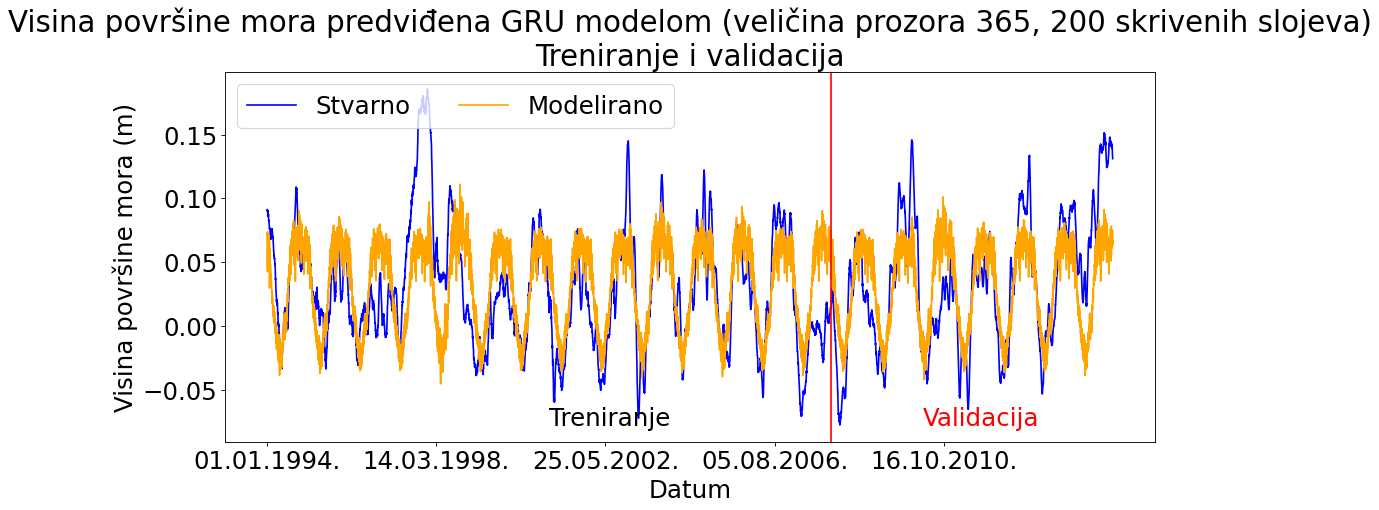 Visina površine mora predviđena GRU modelom (veličina prozora 365, 200 skrivenih slojeva)
Treniranje i validacija
Stvarno Modelirano
Visina površine mora (m)
0.15
0.10
0.05
0.00
−0.05
Treniranje Validacija
01.01.1994. 14.03.1998. 25.05.2002. 05.08.2006. 16.10.2010.
Datum